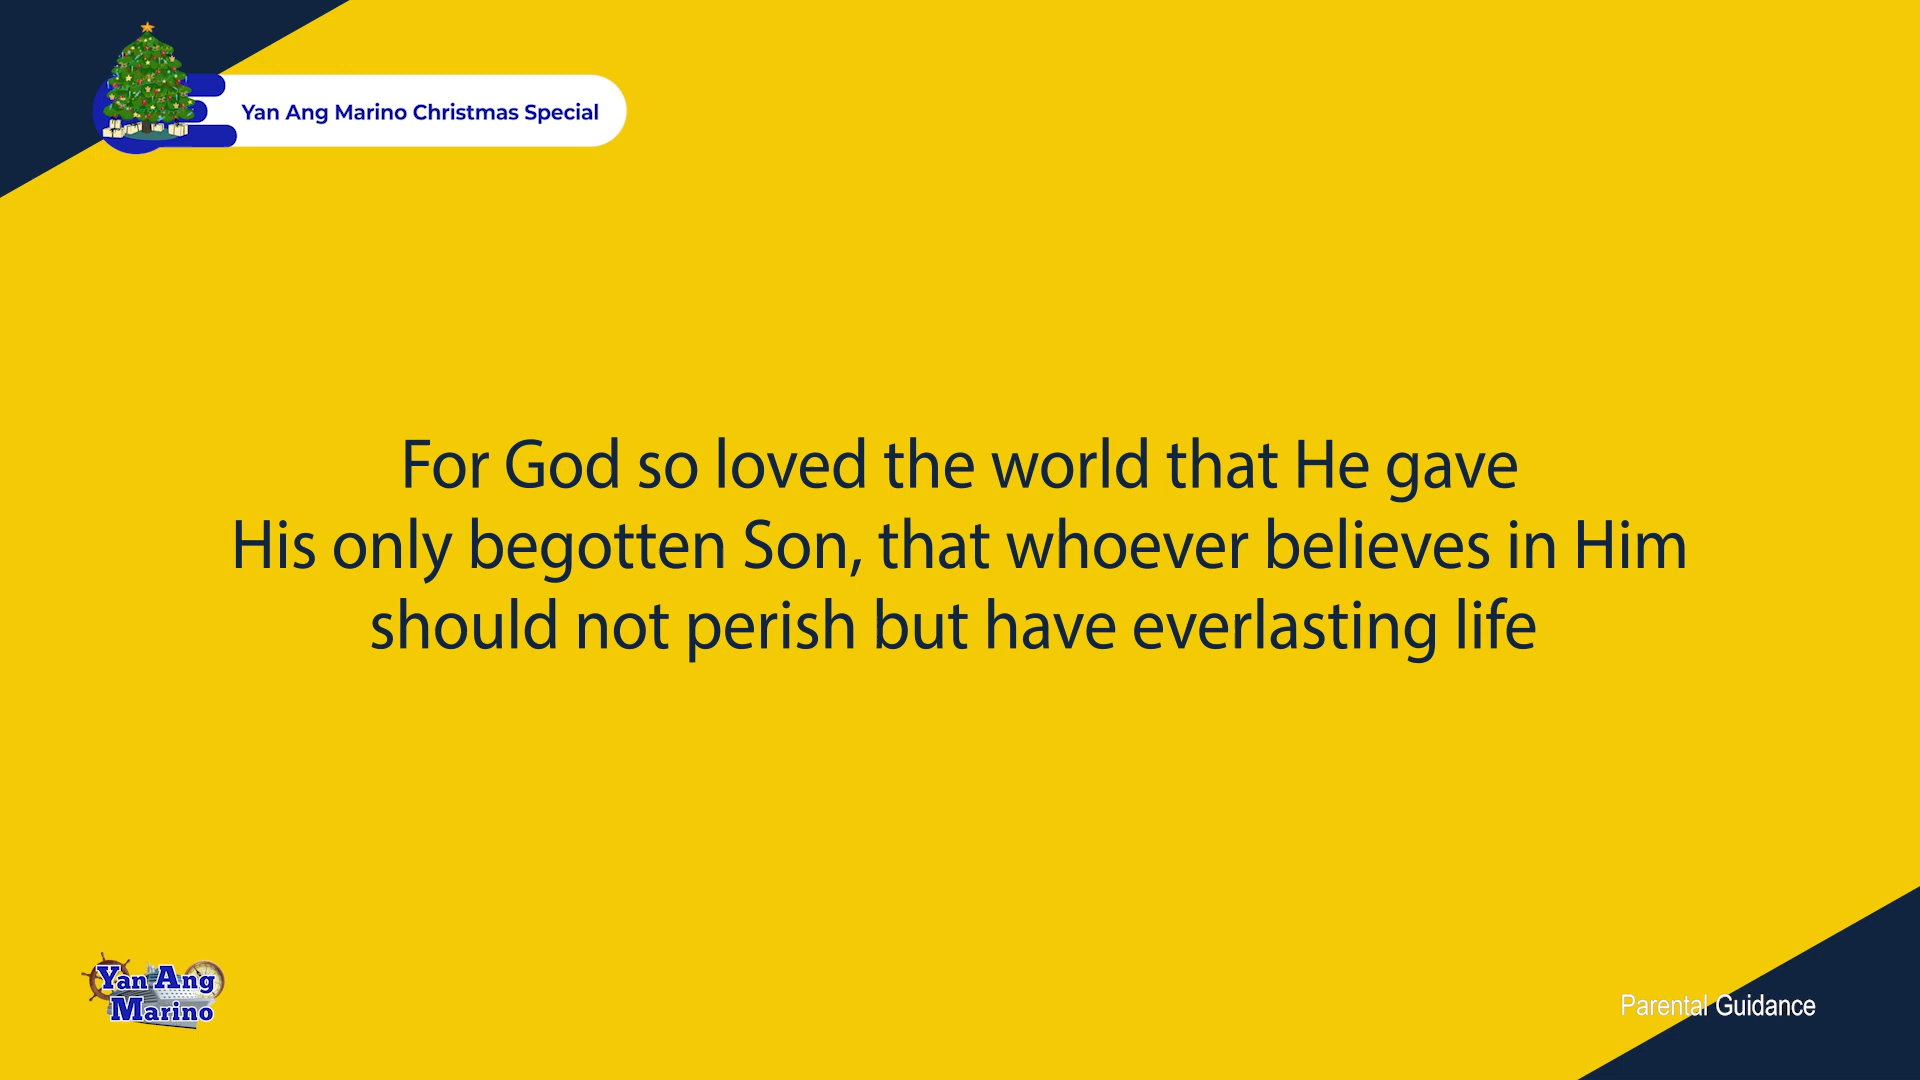 Yan Ang Marino Christmas Special
For God so loved the world that He gave
His only begotten Son, that whoever believes in Him
should not perish but have everlasting life
Yan Ang
Marino
Parental Guidance